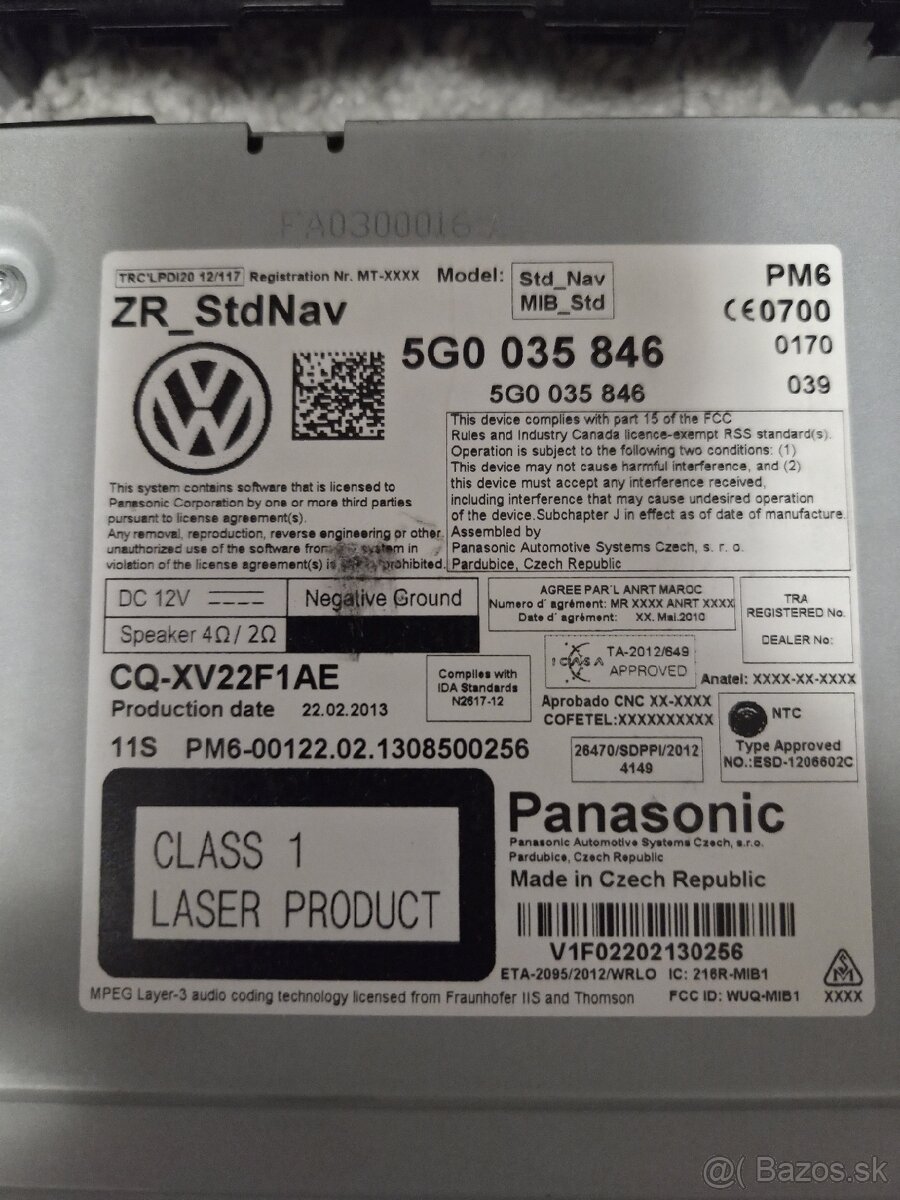 FA0300016
TRC'LPDI20 12/117 Registration Nr. MT-XXXX Model: Std_Nav MIB_Std PM6
ZR_StdNav
CE0700
5G0 035 846 0170
5G0 035 846 039
This device complies with part 15 of the FCC
Rules and Industry Canada licence-exempt RSS standard(s).
Operation is subject to the following two conditions: (1)
This device may not cause harmful interference, and (2)
this device must accept any interference received,
including interference that may cause undesired operation
of the device.Subchapter J in effect as of date of manufacture.
Assembled by
Panasonic Automotive Systems Czech, s. r. o.
Pardubice, Czech Republic
This system contains software that is licensed to
Panasonic Corporation by one or more third parties
pursuant to license agreement(s).
Any removal, reproduction, reverse engineering or other
unauthorized use of the software from system in
violation of the license agreement(s) is prohibited.
DC 12V Negative Ground
Speaker 4Ω / 2Ω
AGREE PAR'L ANRT MAROC
Numero d' agrément: MR XXXX ANRT XXXX
Date d' agrément: XX. Mai.2010
TRA
REGISTERED No.
DEALER No:
ICASA TA-2012/649
APPROVED
CQ-XV22F1AE
Production date 22.02.2013
Complies with
IDA Standards
N2617-12
Anatel: XXXX-XX-XXXX
Aprobado CNC XX-XXXX
COFETEL:XXXXXXXXXX
NTC
Type Approved
NO.:ESD-1206602C
11S PM6-00122.02.1308500256
26470/SDPPI/2012
4149
CLASS 1
LASER PRODUCT
Panasonic
Panasonic Automotive Systems Czech, s.r.o.
Pardubice, Czech Republic
Made in Czech Republic
V1F02202130256
ETA-2095/2012/WRLO IC: 216R-MIB1
MPEG Layer-3 audio coding technology licensed from Fraunhofer IIS and Thomson FCC ID: WUQ-MIB1 XXXX
@( Bazos.sk